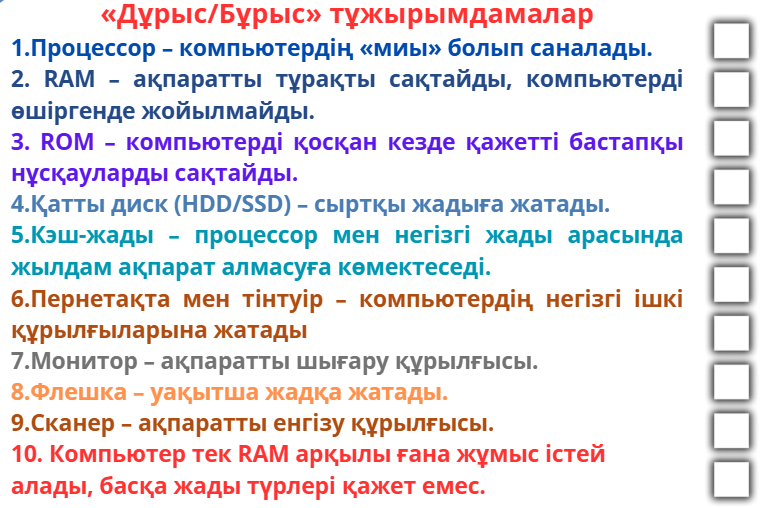 «Дұрыс/Бұрыс» тұжырымдамалар
1.Процессор – компьютердің «миы» болып саналады.
2. RAM – ақпаратты тұрақты сақтайды, компьютерді
өшіргенде жойылмайды.
3. ROM – компьютерді қосқан кезде қажетті бастапқы
нұсқауларды сақтайды.
4.Қатты диск (HDD/SSD) – сыртқы жадыға жатады.
5.Кэш-жады – процессор мен негізгі жады арасында
жылдам ақпарат алмасуға көмектеседі.
6.Пернетақта мен тінтуір – компьютердің негізгі ішкі
құрылғыларына жатады
7.Монитор – ақпаратты шығару құрылғысы.
8.Флешка – уақытша жадқа жатады.
9.Сканер – ақпаратты енгізу құрылғысы.
10. Компьютер тек RAM арқылы ғана жұмыс істей
алады, басқа жады түрлері қажет емес.